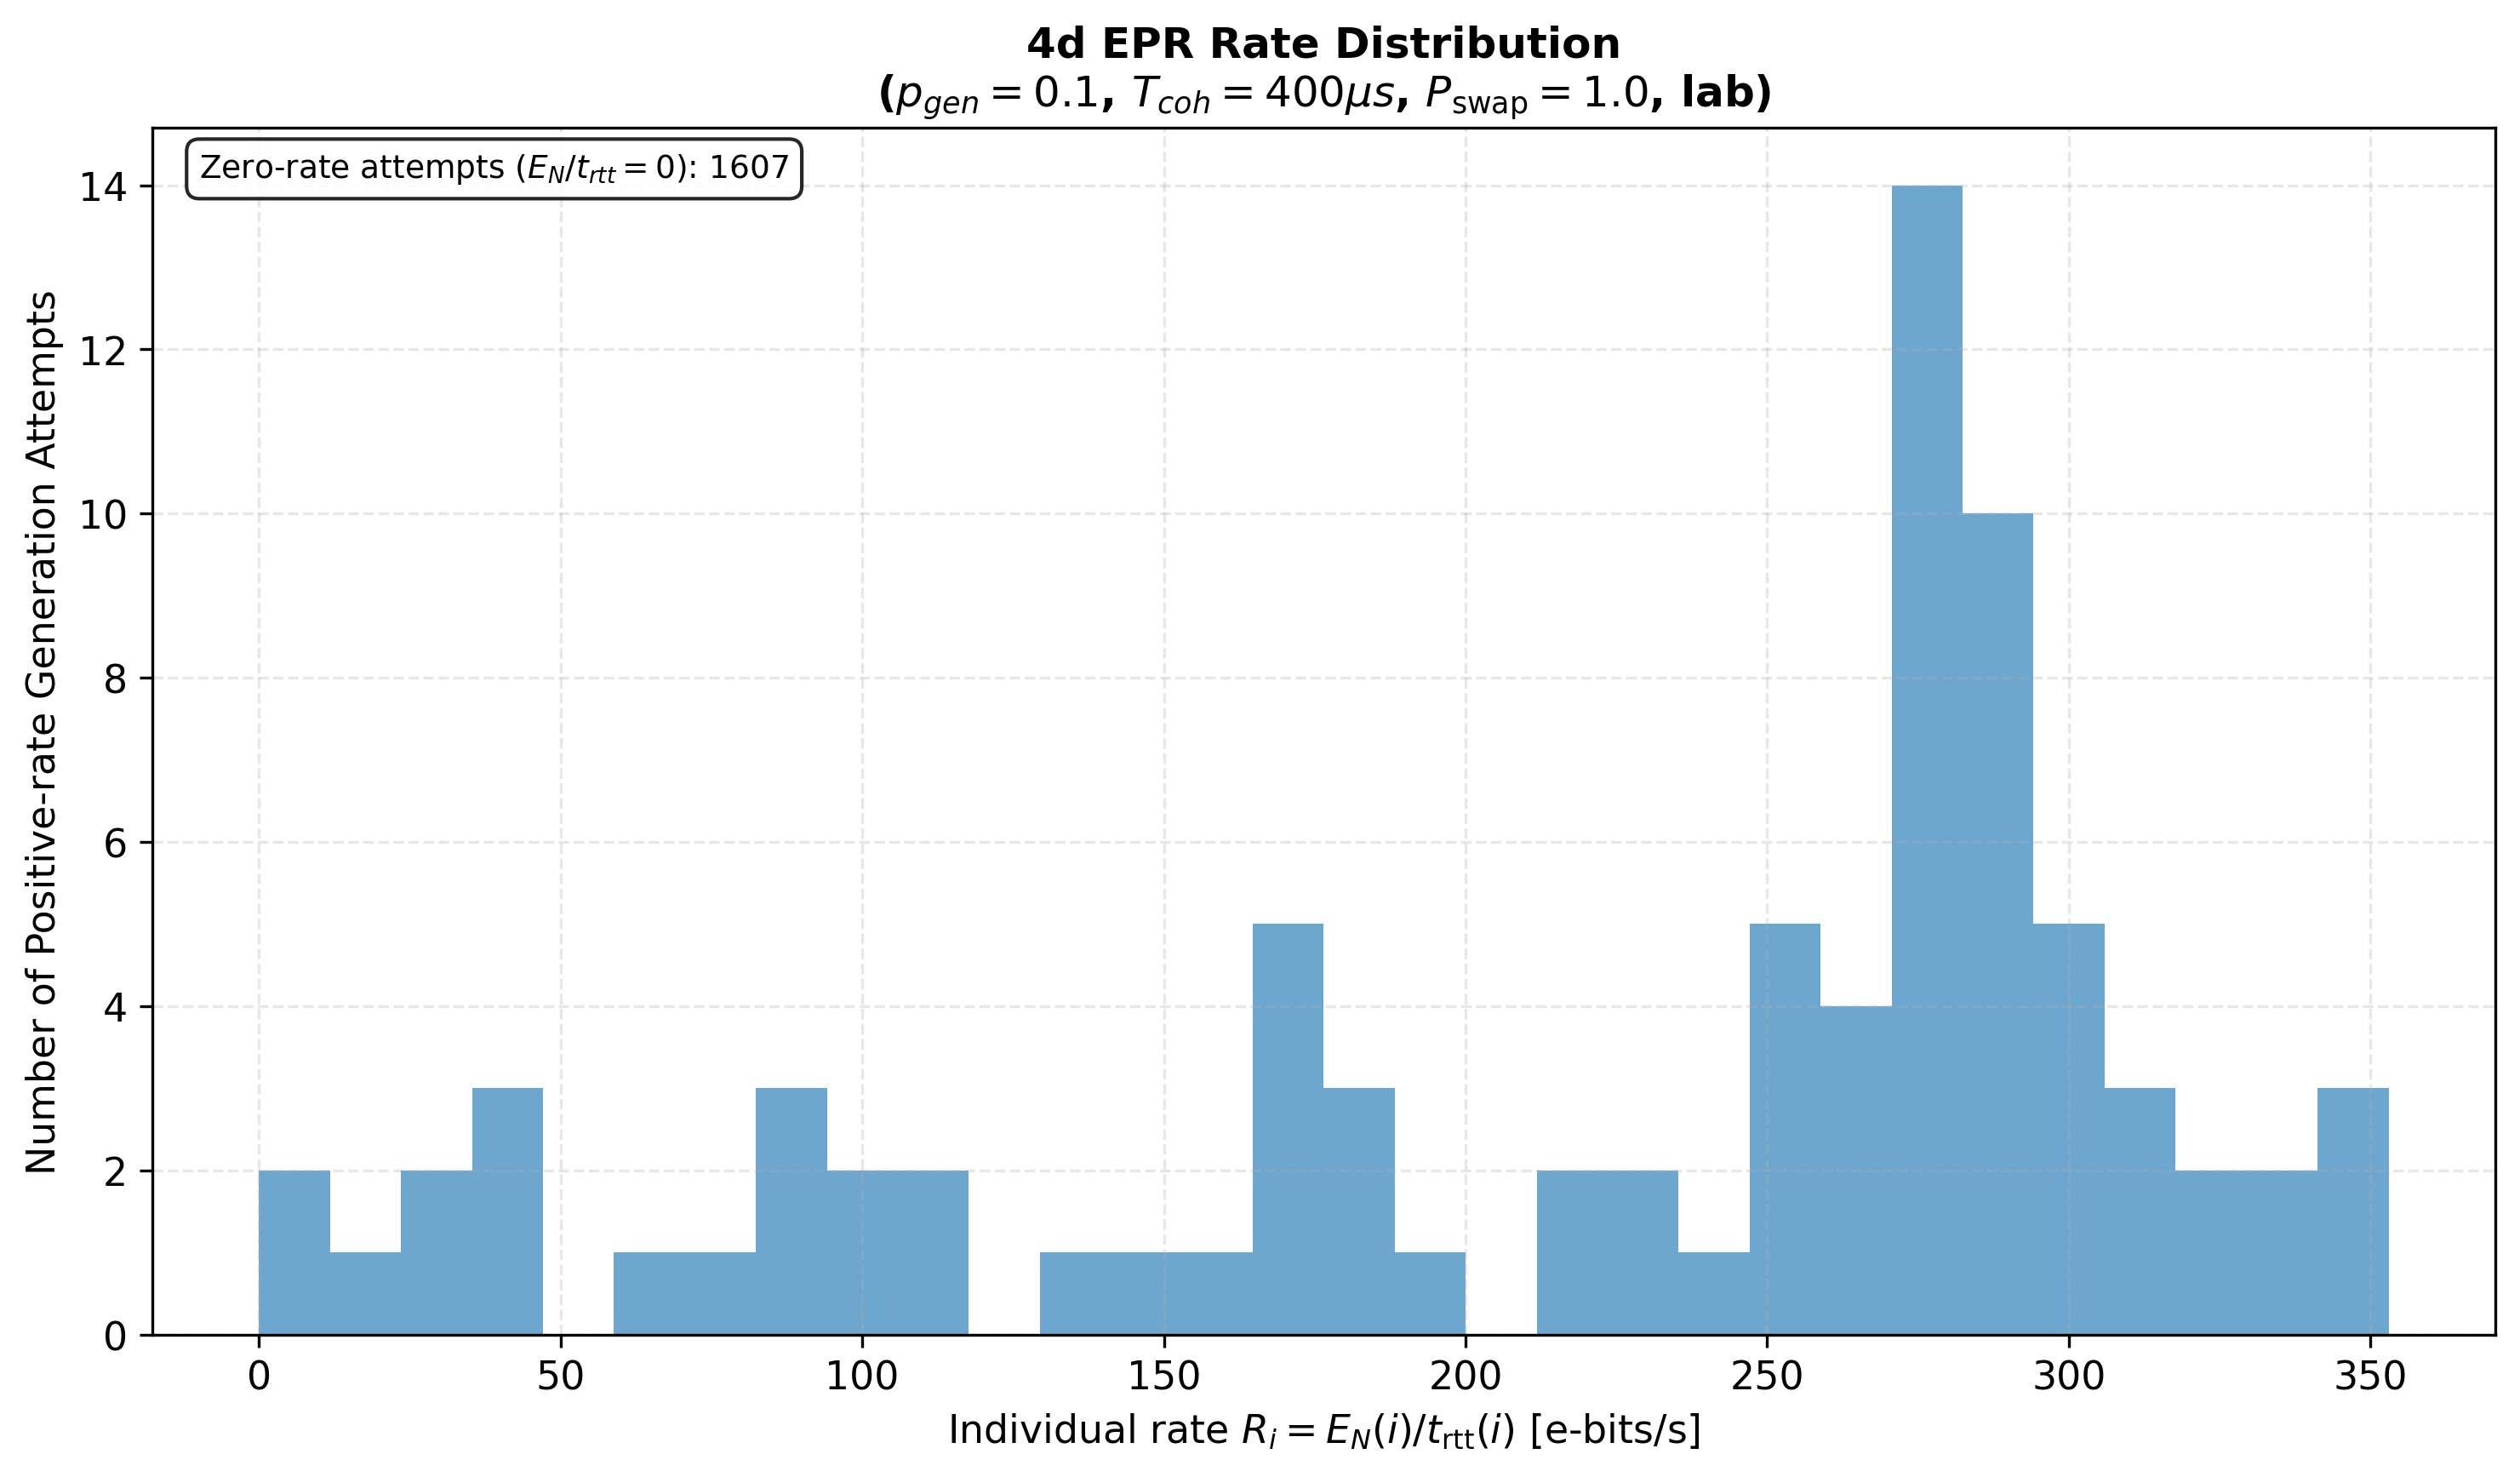 4d EPR Rate Distribution
(p_gen = 0.1, T_coh = 400μs, P_swap = 1.0, lab)
Zero-rate attempts (E_N/t_rtt = 0): 1607
Number of Positive-rate Generation Attempts
14
12
10
8
6
4
2
0
0 50 100 150 200 250 300 350
Individual rate R_i = E_N(i)/t_rtt(i) [e-bits/s]